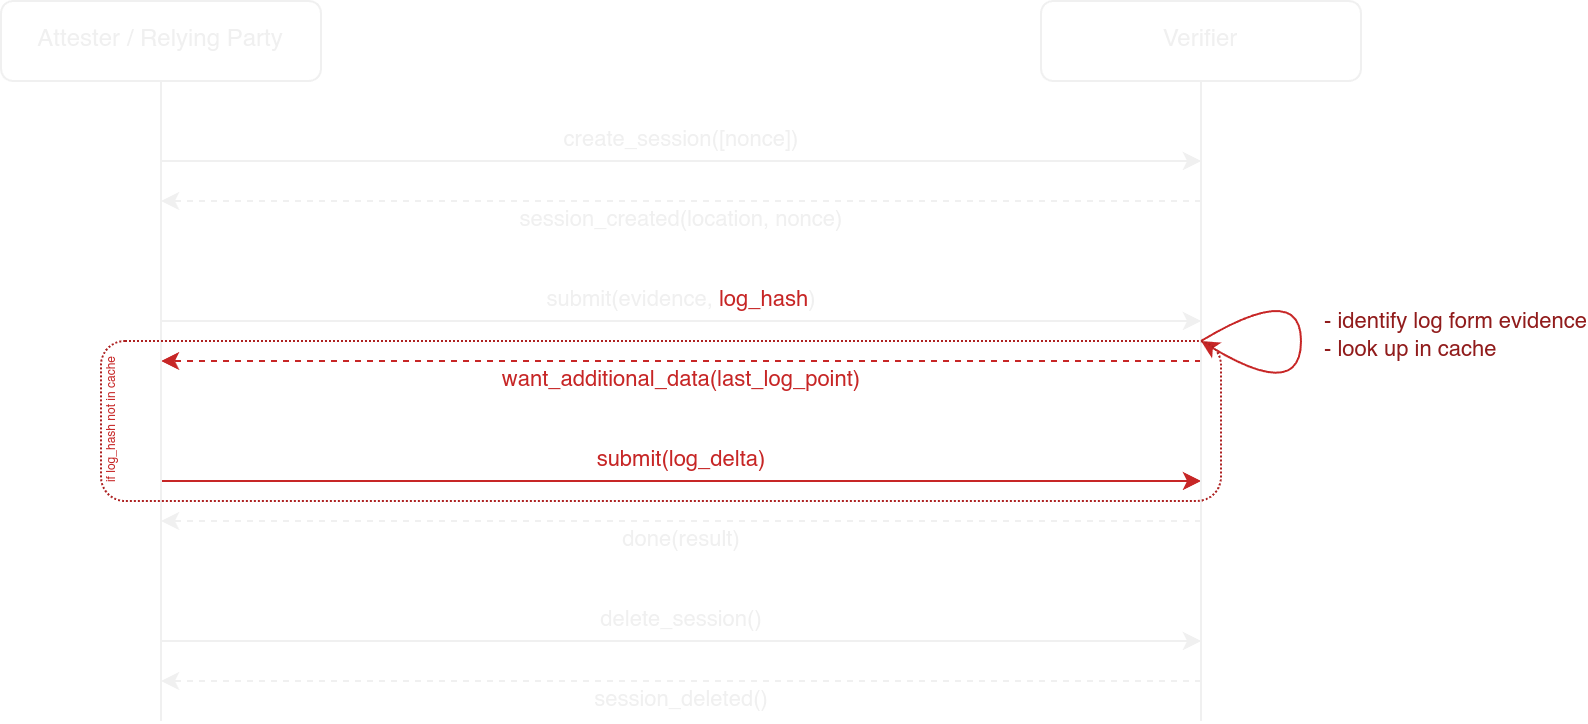 Attester / Relying Party
Verifier
create_session([nonce])
session_created(location, nonce)
submit(evidence, log_hash)
- identify log form evidence
- look up in cache
if log_hash not in cache
want_additional_data(last_log_point)
submit(log_delta)
done(result)
delete_session()
session_deleted()